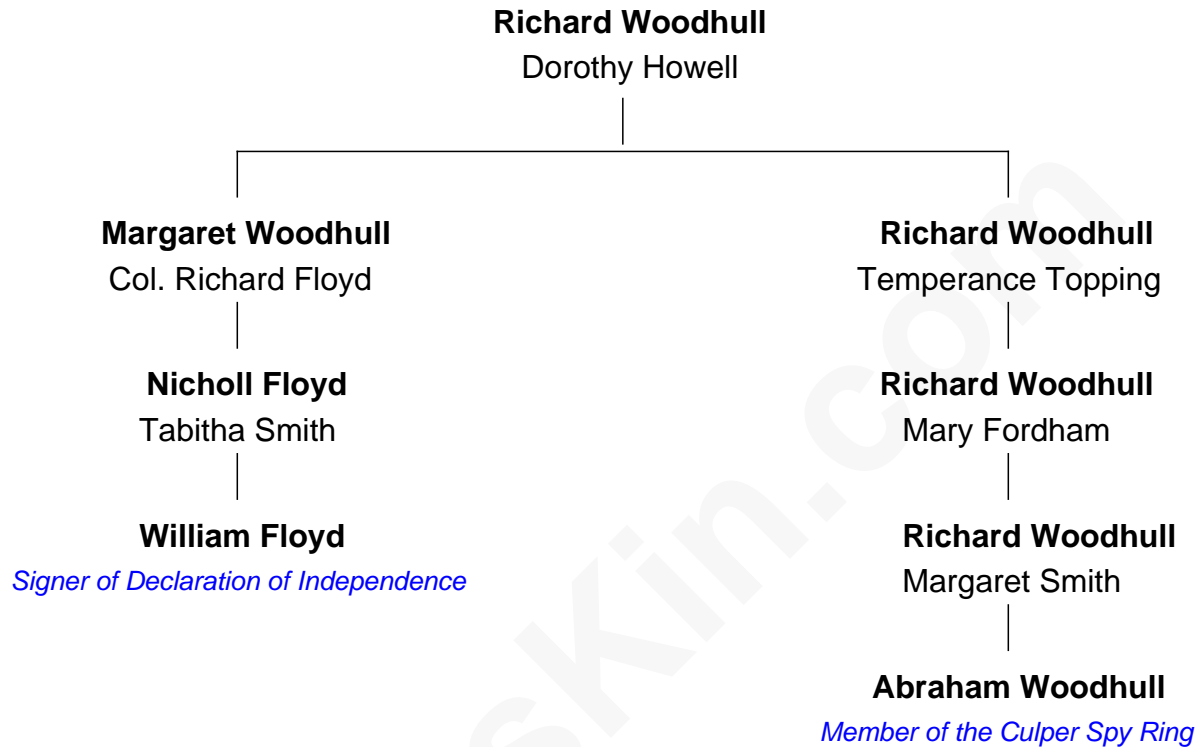 Richard Woodhull
Dorothy Howell
Margaret Woodhull
Col. Richard Floyd
Richard Woodhull
Temperance Topping
Nicholl Floyd
Tabitha Smith
Richard Woodhull
Mary Fordham
William Floyd
Signer of Declaration of Independence
Richard Woodhull
Margaret Smith
Abraham Woodhull
Member of the Culper Spy Ring
sKin.com